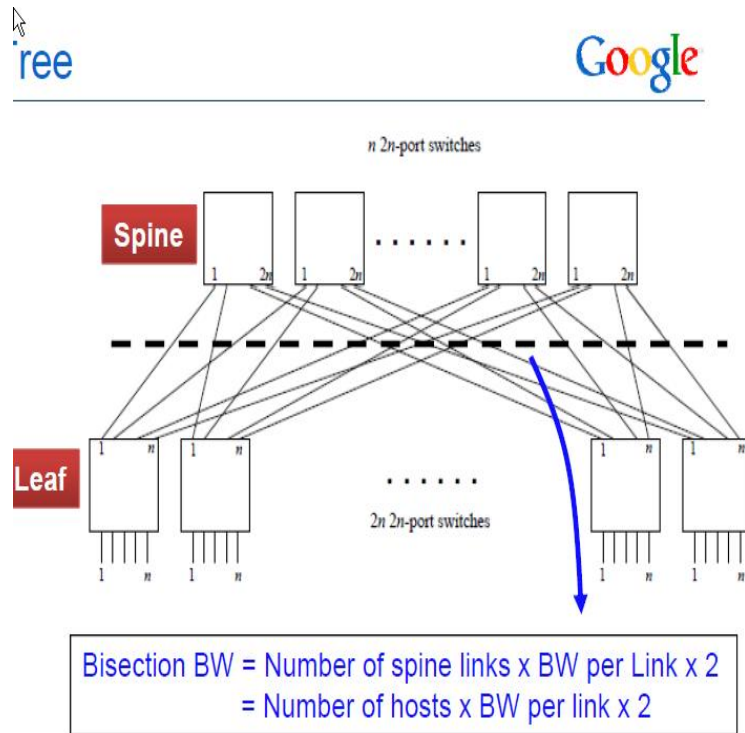 ree
Google
n 2n-port switches
Spine
1 2n 1 2n 1 2n 1 2n
1 n 1 n 1 n 1 n
Leaf
2n 2n-port switches
1 n 1 n 1 n 1 n
Bisection BW = Number of spine links x BW per Link x 2
= Number of hosts x BW per link x 2